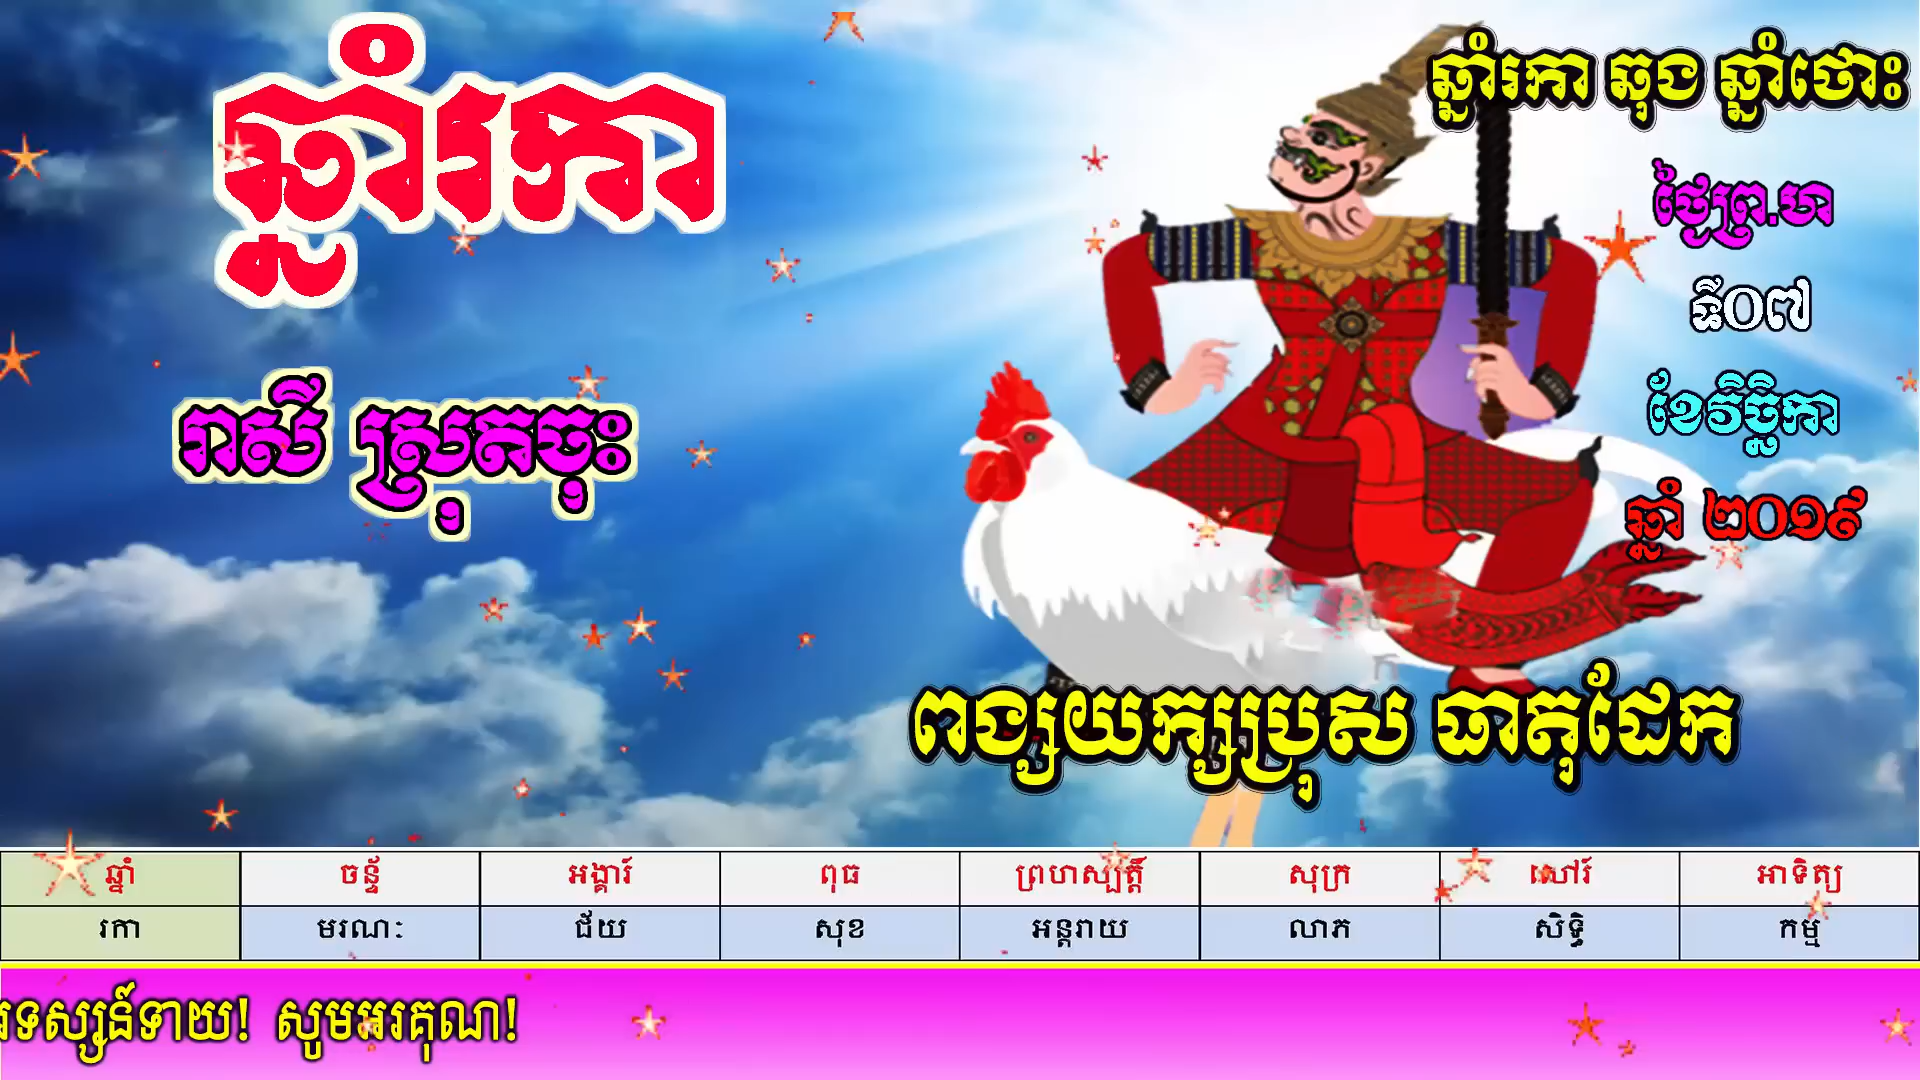 ឆ្នាំរកា
រាសី ស្រុតចុះ
ឆ្នាំរកា ឆុង ឆ្នាំថោះ
ថ្ងៃព្រ.ហ
ទី០៧
ខែវិច្ឆិកា
ឆ្នាំ ២០១៩
ពង្សយក្សប្រុស ធាតុដែក
ឆ្នាំ ចន្ទ័ អង្គារ៍ ពុធ ព្រហស្បត្តិ៍ សុក្រ សៅរ៍ អាទិត្យ
រកា មរណៈ ជ័យ សុខ អន្តរាយ លាភ សិទ្ធិ កម្ម
រទស្សន៍ទាយ! សូមអរគុណ!